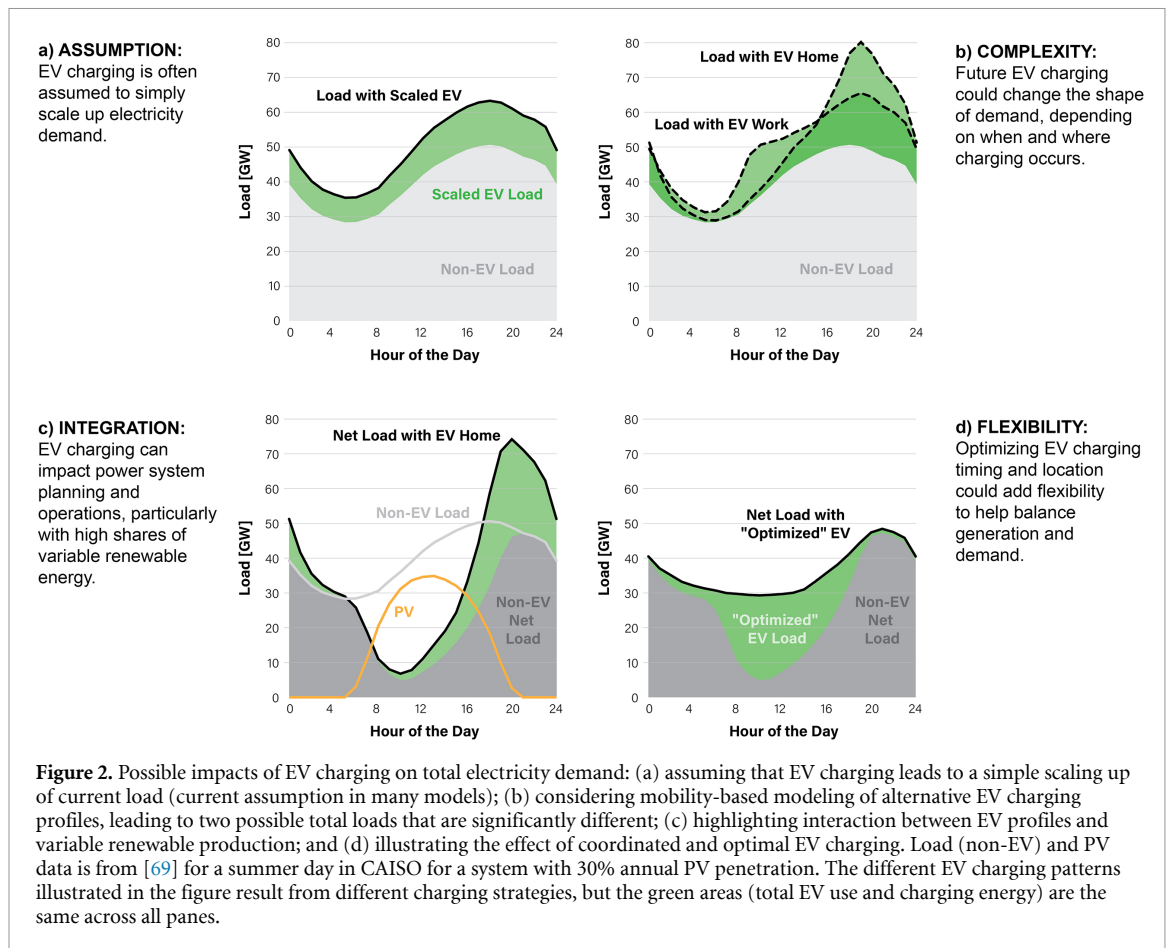 a) ASSUMPTION:
EV charging is often
assumed to simply
scale up electricity
demand.
80
70
60
50
40
30
20
10
0
Load [GW]
Load with Scaled EV
Scaled EV Load
Non-EV Load
0 4 8 12 16 20 24
Hour of the Day
80
70
60
50
40
30
20
10
0
Load [GW]
Load with EV Home
Load with EV Work
Non-EV Load
0 4 8 12 16 20 24
Hour of the Day
b) COMPLEXITY:
Future EV charging
could change the shape
of demand, depending
on when and where
charging occurs.
c) INTEGRATION:
EV charging can
impact power system
planning and
operations, particularly
with high shares of
variable renewable
energy.
80
70
60
50
40
30
20
10
0
Load [GW]
Net Load with EV Home
Non-EV Load
PV
Non-EV
Net
Load
0 4 8 12 16 20 24
Hour of the Day
80
70
60
50
40
30
20
10
0
Load [GW]
Net Load with
"Optimized" EV
"Optimized"
EV Load
Non-EV
Net
Load
0 4 8 12 16 20 24
Hour of the Day
d) FLEXIBILITY:
Optimizing EV charging
timing and location
could add flexibility
to help balance
generation and
demand.
Figure 2. Possible impacts of EV charging on total electricity demand: (a) assuming that EV charging leads to a simple scaling up
of current load (current assumption in many models); (b) considering mobility-based modeling of alternative EV charging
profiles, leading to two possible total loads that are significantly different; (c) highlighting interaction between EV profiles and
variable renewable production; and (d) illustrating the effect of coordinated and optimal EV charging. Load (non-EV) and PV
data is from [69] for a summer day in CAISO for a system with 30% annual PV penetration. The different EV charging patterns
illustrated in the figure result from different charging strategies, but the green areas (total EV use and charging energy) are the
same across all panes.